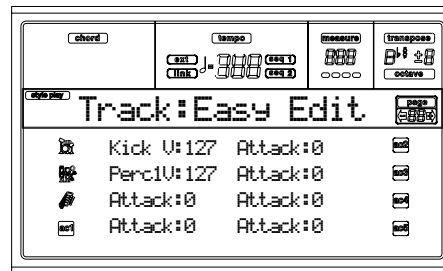 chord tempo measure transpose
ext seq 1
link seq 2
octave
style play Track:Easy Edit page
Kick V:127 Attack:0 acc2
Perc1V:127 Attack:0 acc3
Attack:0 Attack:0 acc4
acc1 Attack:0 Attack:0 acc5